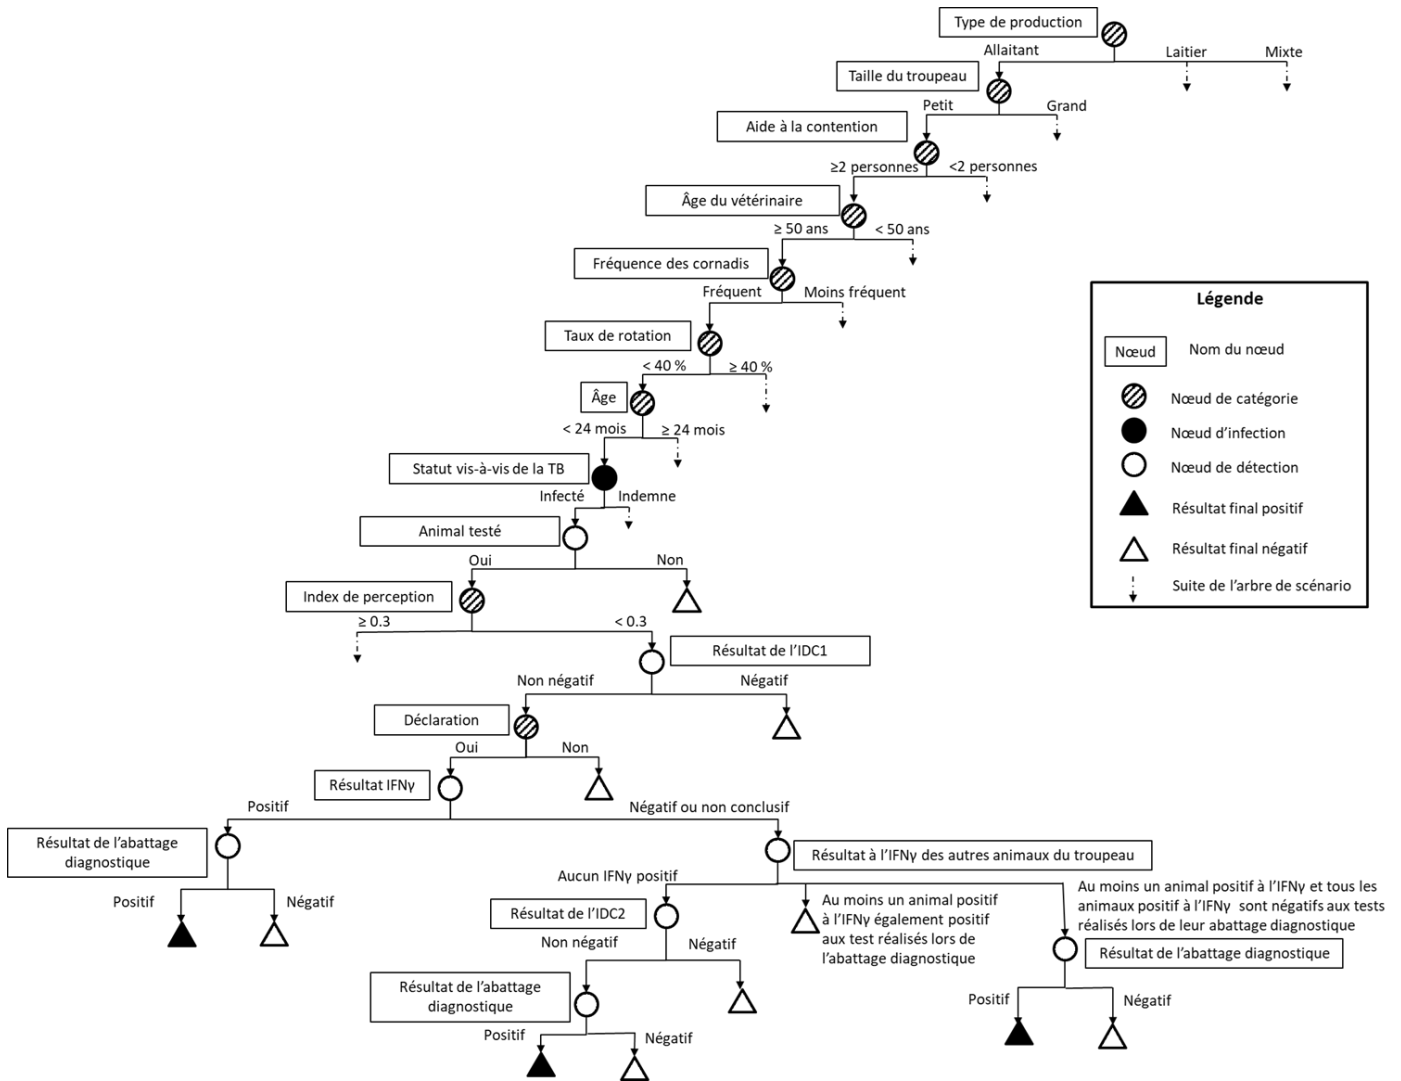 Type de production
Allaitant
Laitier
Mixte
Taille du troupeau
Petit
Grand
Aide à la contention
≥2 personnes
<2 personnes
Âge du vétérinaire
≥ 50 ans
< 50 ans
Fréquence des cornadis
Fréquent
Moins fréquent
Taux de rotation
< 40 %
≥ 40 %
Âge
< 24 mois
≥ 24 mois
Statut vis-à-vis de la TB
Infecté
Indemne
Animal testé
Oui
Non
Index de perception
≥ 0.3
< 0.3
Résultat de l’IDC1
Non négatif
Négatif
Déclaration
Oui
Non
Résultat IFNγ
Positif
Négatif ou non conclusif
Résultat de l’abattage
diagnostique
Positif
Négatif
Résultat à l’IFNγ des autres animaux du troupeau
Aucun IFNγ positif
Au moins un animal positif
à l’IFNγ également positif
aux test réalisés lors de
l’abattage diagnostique
Au moins un animal positif à l’IFNγ et tous les
animaux positif à l’IFNγ sont négatifs aux tests
réalisés lors de leur abattage diagnostique
Résultat de l’IDC2
Non négatif
Négatif
Résultat de l’abattage
diagnostique
Positif
Négatif
Résultat de l’abattage diagnostique
Positif
Négatif
Légende
Nœud
Nom du nœud
Nœud de catégorie
Nœud d’infection
Nœud de détection
Résultat final positif
Résultat final négatif
Suite de l’arbre de scénario